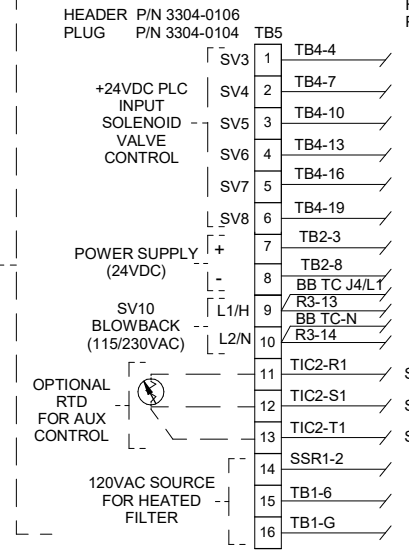 HEADER P/N 3304-0106
PLUG P/N 3304-0104 TB5
SV3 1 TB4-4
+24VDC PLC
INPUT
SOLENOID
VALVE
CONTROL
SV4 2 TB4-7
SV5 3 TB4-10
SV6 4 TB4-13
SV7 5 TB4-16
SV8 6 TB4-19
POWER SUPPLY
(24VDC)
+ 7 TB2-3
- 8 TB2-8
SV10
BLOWBACK
(115/230VAC)
BB TC J4/L1
L1/H 9 R3-13
BB TC-N
L2/N 10 R3-14
OPTIONAL
RTD
FOR AUX
CONTROL
11 TIC2-R1
12 TIC2-S1
13 TIC2-T1
120VAC SOURCE
FOR HEATED
FILTER
14 SSR1-2
15 TB1-6
16 TB1-G